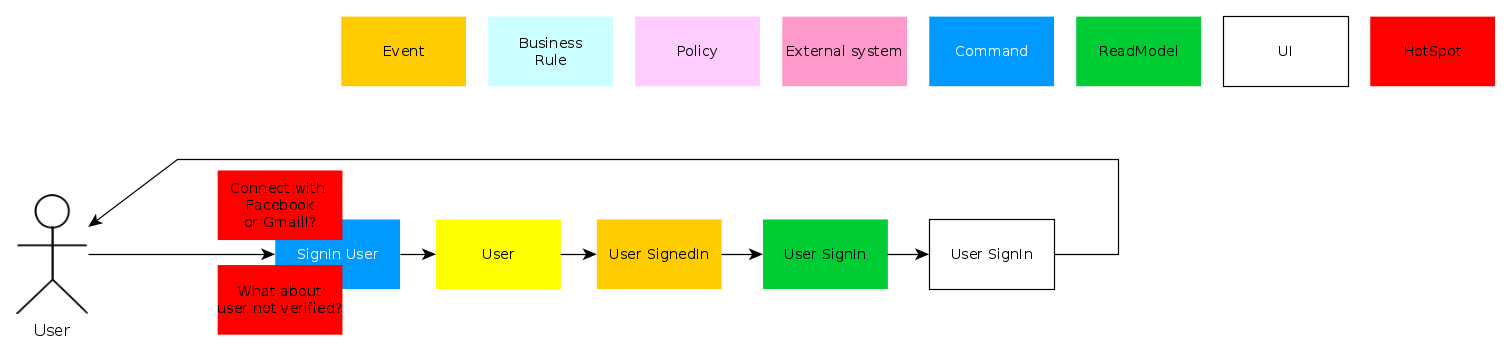 Event
Business
Rule
Policy
External system
Command
ReadModel
UI
HotSpot
Connect with
Facebook
or Gmaill?
SignIn User
User
User SignedIn
User SignIn
User SignIn
What about
user not verified?
User